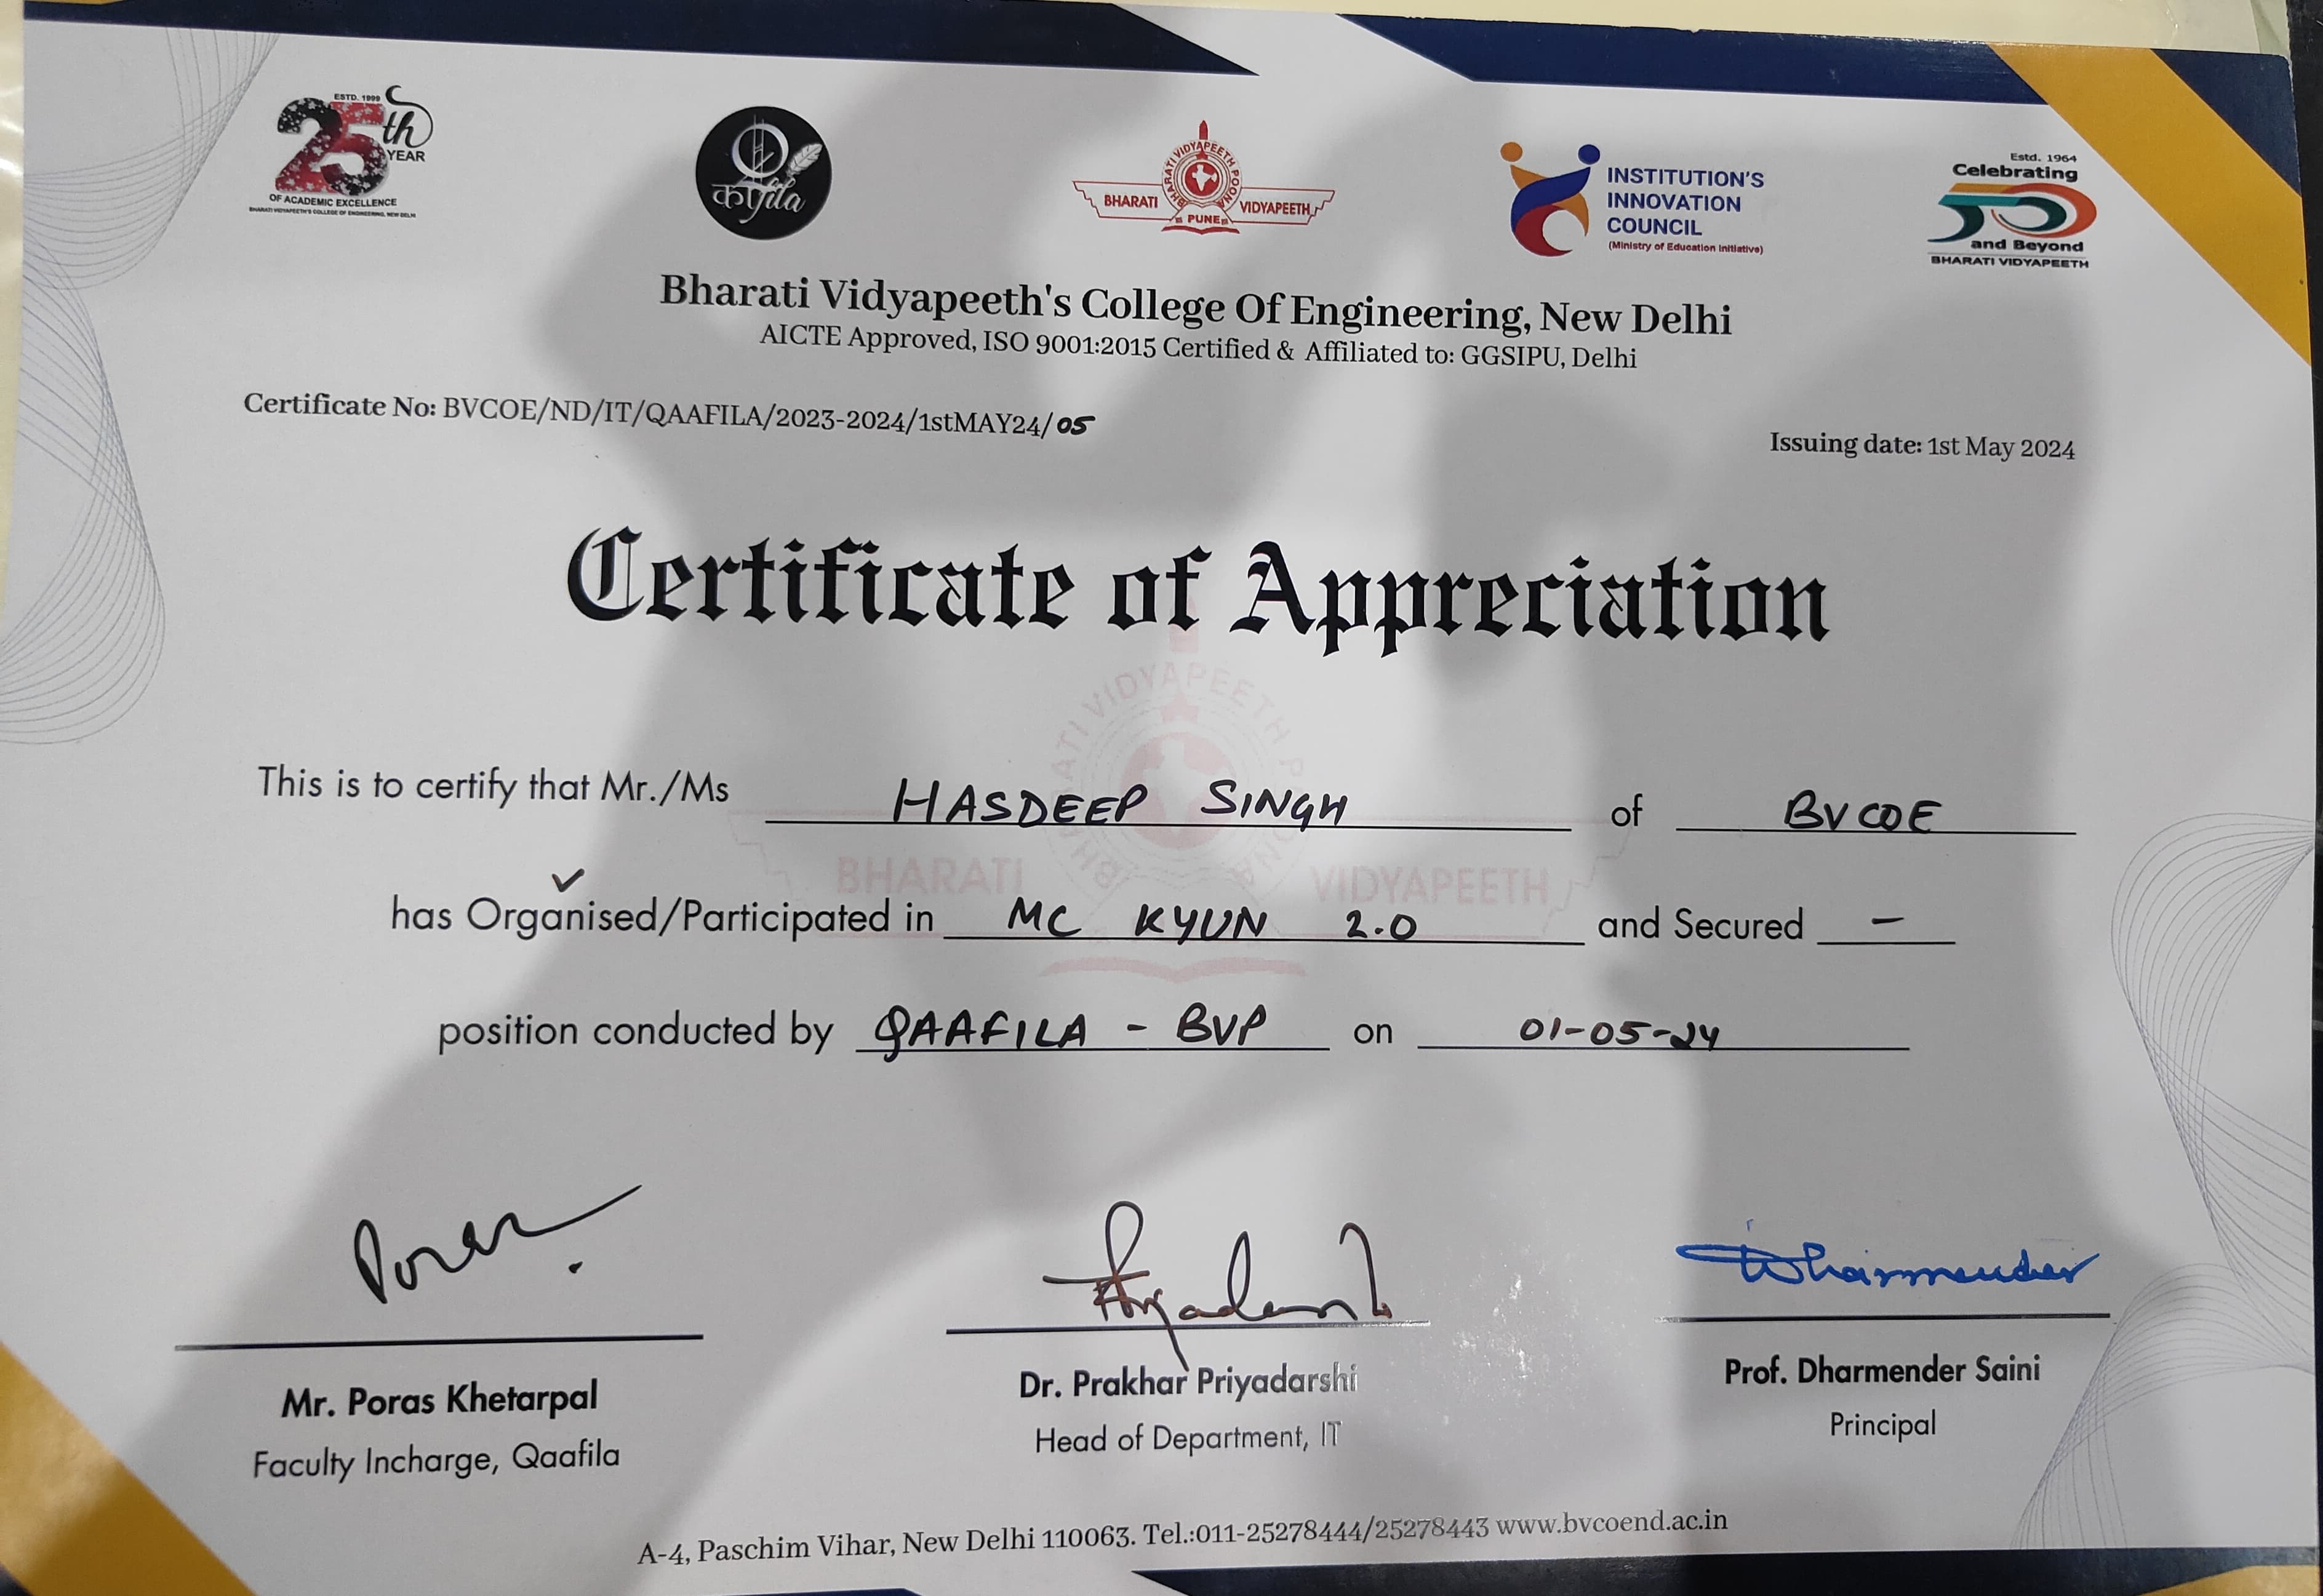 ESTD. 1999
25th
YEAR
OF ACADEMIC EXCELLENCE
BHARATI VIDYAPEETH'S COLLEGE OF ENGINEERING, NEW DELHI
BHARATI VIDYAPEETH POONA
BHARATI VIDYAPEETH
PUNE
INSTITUTION'S
INNOVATION
COUNCIL
(Ministry of Education Initiative)
Estd. 1964
Celebrating
50
and Beyond
BHARATI VIDYAPEETH
Bharati Vidyapeeth's College Of Engineering, New Delhi
AICTE Approved, ISO 9001:2015 Certified & Affiliated to: GGSIPU, Delhi
Certificate No: BVCOE/ND/IT/QAAFILA/2023-2024/1stMAY24/05
Issuing date: 1st May 2024
Certificate of Appreciation
This is to certify that Mr./Ms HASDEEP SINGH of BVCOE
has Organised/Participated in MC KYUN 2.0 and Secured –
position conducted by QAAFILA - BVP on 01-05-24
BHARATI VIDYAPEETH POONA
BHARATI VIDYAPEETH
Poras
Dharmender
Mr. Poras Khetarpal
Faculty Incharge, Qaafila
Dr. Prakhar Priyadarshi
Head of Department, IT
Prof. Dharmender Saini
Principal
A-4, Paschim Vihar, New Delhi 110063. Tel.:011-25278444/25278443 www.bvcoend.ac.in